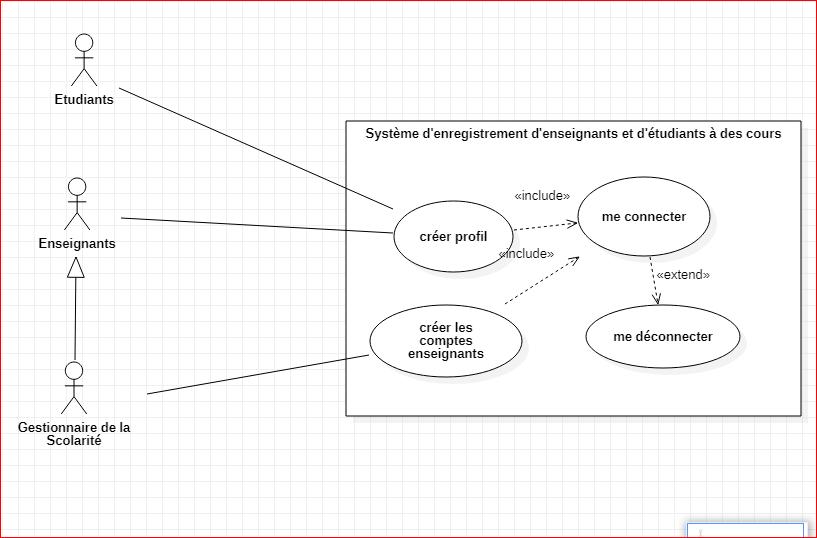 Etudiants
Système d'enregistrement d'enseignants et d'étudiants à des cours
«include»
me connecter
créer profil
Enseignants
«include»
«extend»
créer les
comptes
enseignants
me déconnecter
Gestionnaire de la
Scolarité